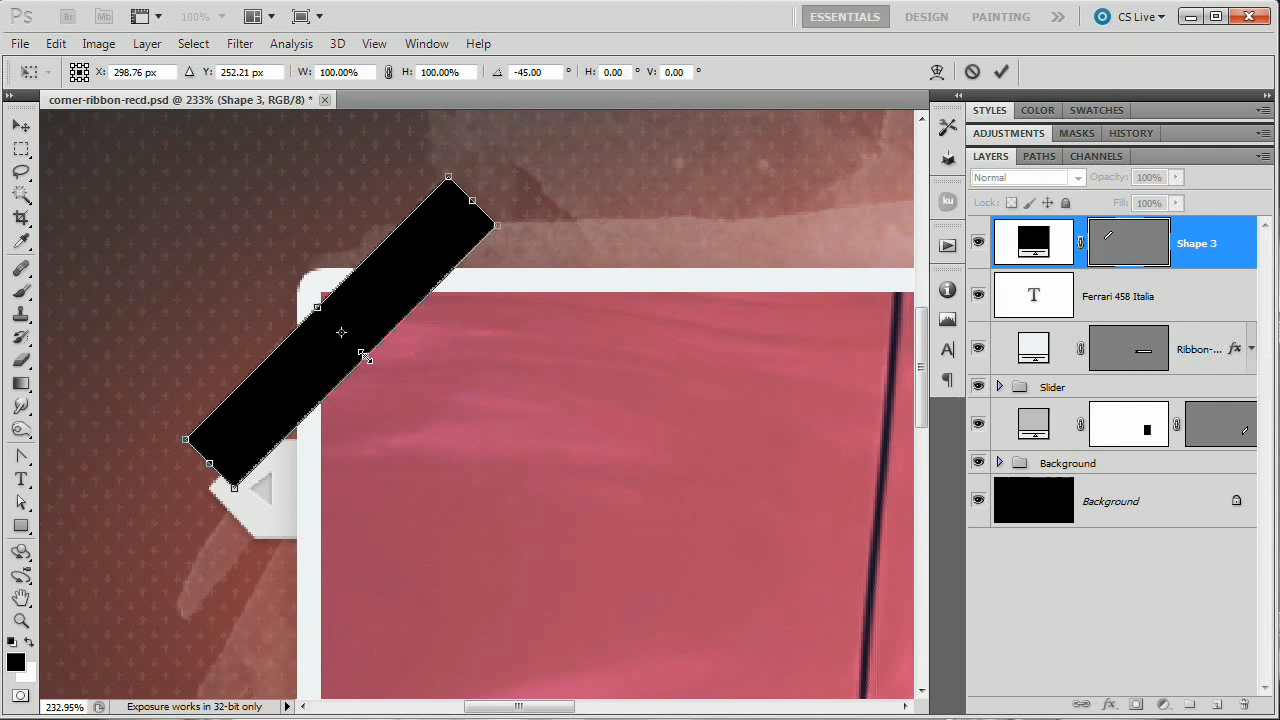 Ps Br Mb 100% ESSENTIALS DESIGN PAINTING CS Live
File Edit Image Layer Select Filter Analysis 3D View Window Help
X: 298.76 px Y: 252.21 px W: 100.00% H: 100.00% -45.00 ° H: 0.00 ° V: 0.00 °
corner-ribbon-recd.psd @ 233% (Shape 3, RGB/8) *
STYLES COLOR SWATCHES
ADJUSTMENTS MASKS HISTORY
LAYERS PATHS CHANNELS
Normal Opacity: 100%
Lock: Fill: 100%
ku
Shape 3
T Ferrari 458 Italia
Ribbon-... fx
Slider
Background
Background
A
T
232.95% Exposure works in 32-bit only
fx.